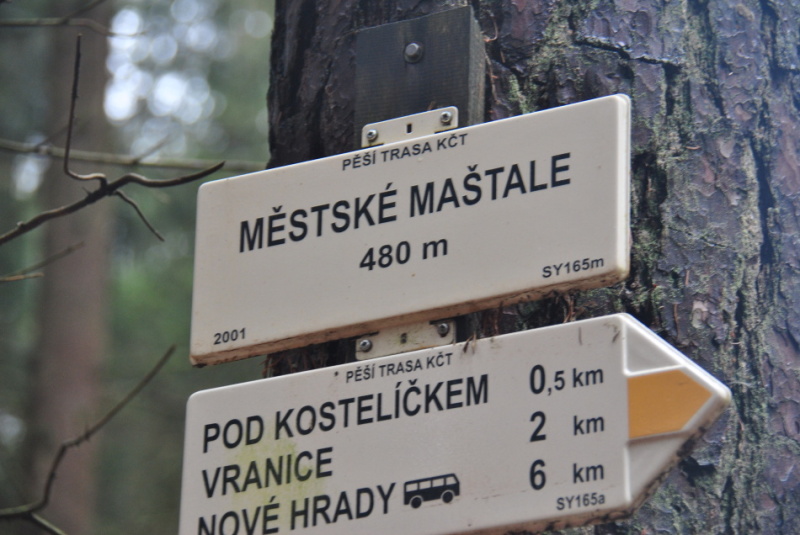 PĚŠÍ TRASA KČT
MĚSTSKÉ MAŠTALE
480 m
2001 SY165m
PĚŠÍ TRASA KČT
POD KOSTELÍČKEM 0,5 km
VRANICE 2 km
NOVÉ HRADY 6 km
SY165a